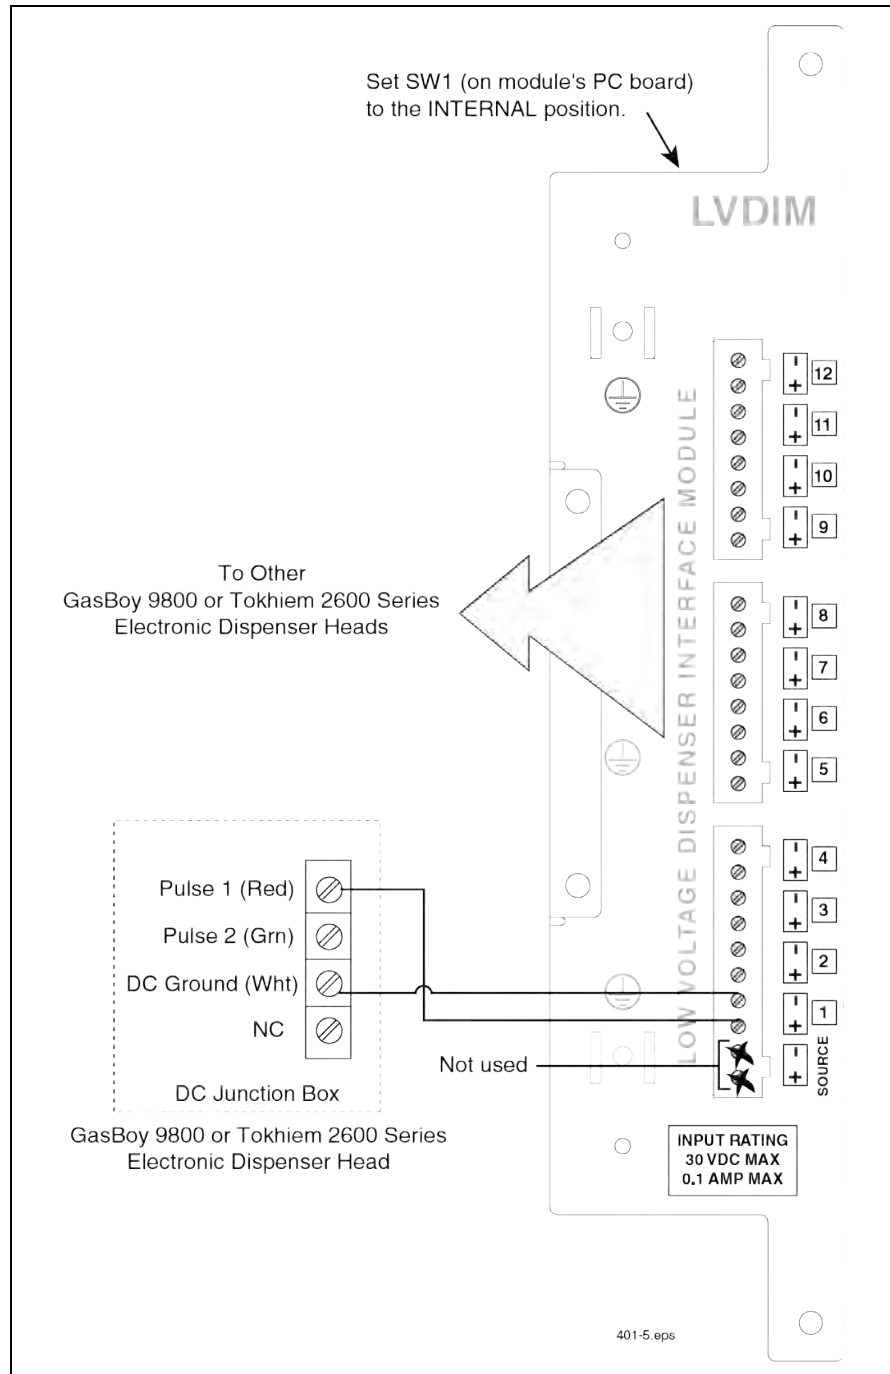 Set SW1 (on module's PC board)
to the INTERNAL position.
LVDIM
LOW VOLTAGE DISPENSER INTERFACE MODULE
- 12
+
- 11
+
- 10
+
- 9
+
To Other
GasBoy 9800 or Tokhiem 2600 Series
Electronic Dispenser Heads
- 8
+
- 7
+
- 6
+
- 5
+
- 4
+
- 3
+
- 2
+
- 1
+
- SOURCE
+
Pulse 1 (Red)
Pulse 2 (Grn)
DC Ground (Wht)
NC
DC Junction Box
Not used
GasBoy 9800 or Tokhiem 2600 Series
Electronic Dispenser Head
INPUT RATING
30 VDC MAX
0.1 AMP MAX
401-5.eps